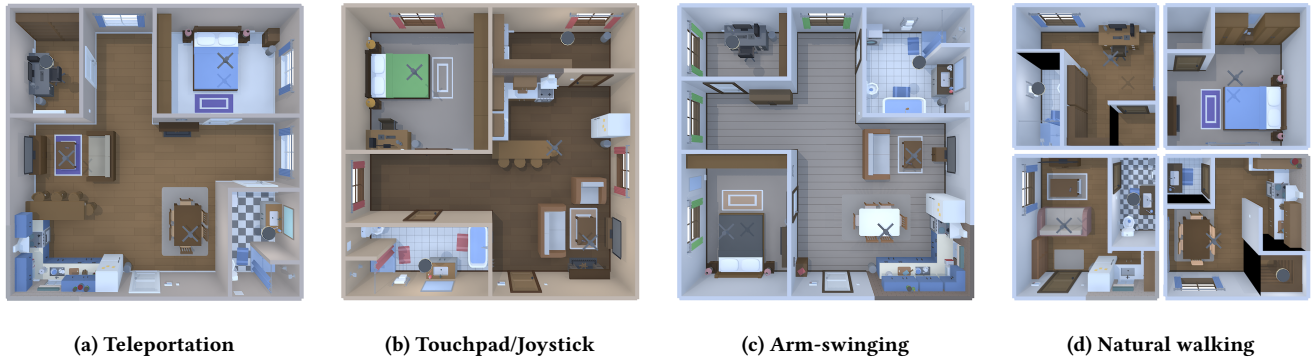 (a) Teleportation
(b) Touchpad/Joystick
(c) Arm-swinging
(d) Natural walking